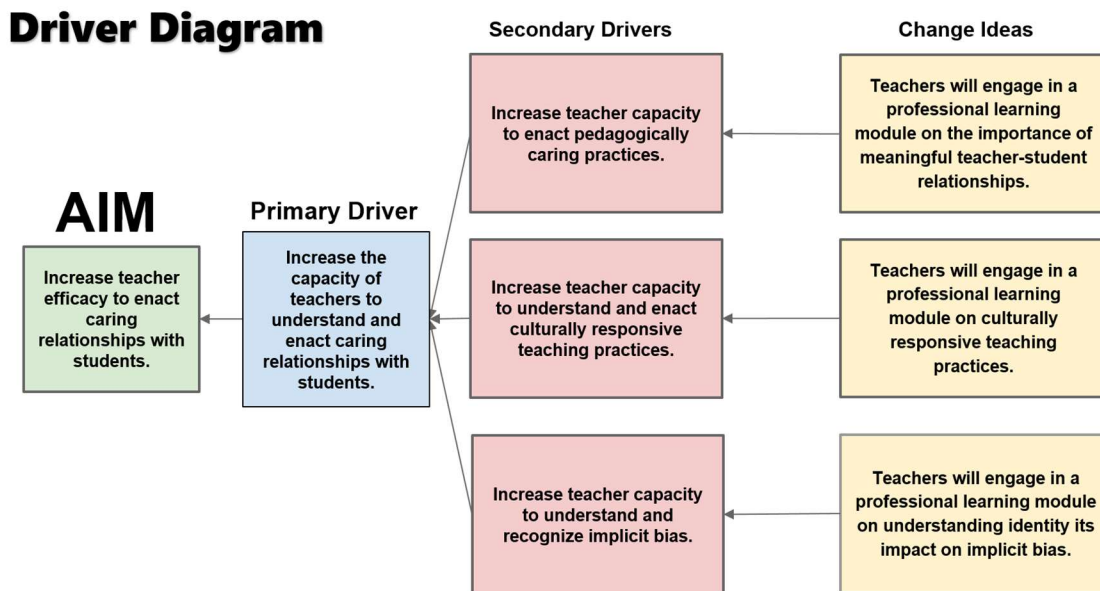 Driver Diagram
Secondary Drivers
Change Ideas
Increase teacher capacity
to enact pedagogically
caring practices.
Teachers will engage in a
professional learning
module on the importance of
meaningful teacher-student
relationships.
AIM
Primary Driver
Increase teacher
efficacy to enact
caring
relationships with
students.
Increase the
capacity of
teachers to
understand and
enact caring
relationships with
students.
Increase teacher capacity
to understand and enact
culturally responsive
teaching practices.
Teachers will engage in a
professional learning
module on culturally
responsive teaching
practices.
Increase teacher capacity
to understand and
recognize implicit bias.
Teachers will engage in a
professional learning module
on understanding identity its
impact on implicit bias.